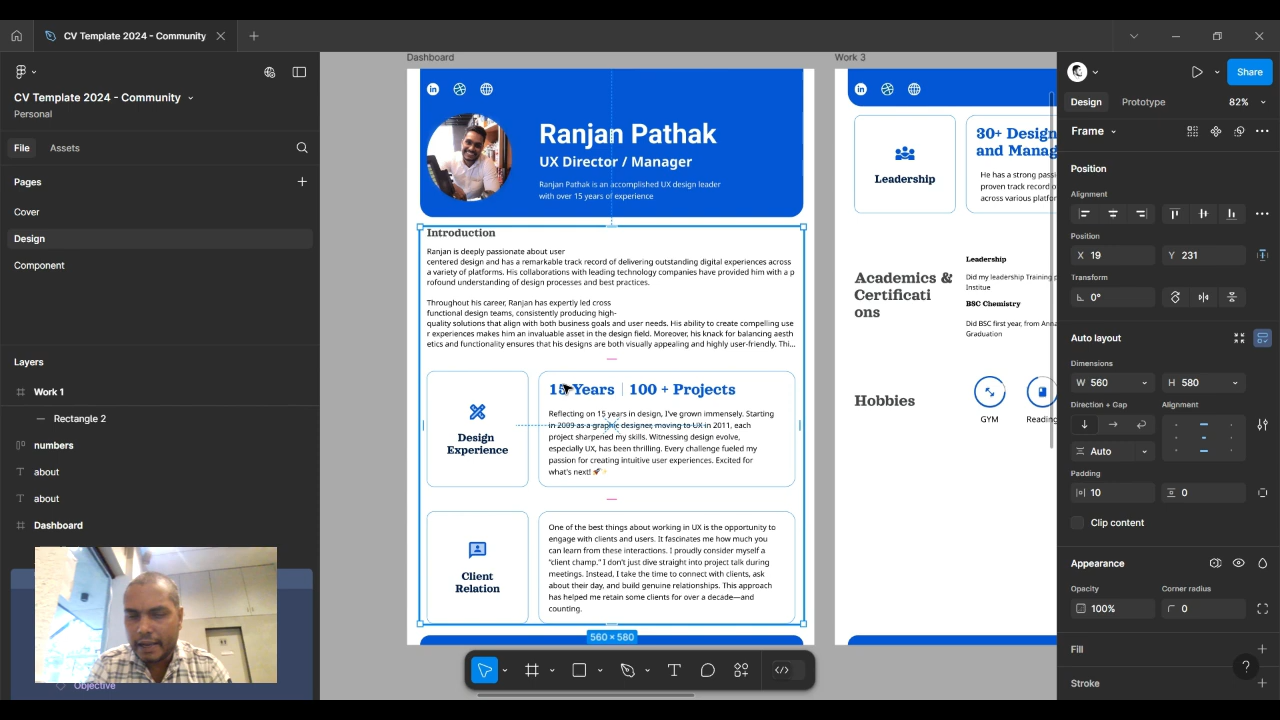 CV Template 2024 - Community
CV Template 2024 - Community
Personal
File
Assets
Pages
Cover
Design
Component
Layers
Work 1
Rectangle 2
numbers
about
about
Dashboard
Objective
Dashboard
in
Ranjan Pathak
UX Director / Manager
Ranjan Pathak is an accomplished UX design leader
with over 15 years of experience
Introduction
Ranjan is deeply passionate about user
centered design and has a remarkable track record of delivering outstanding digital experiences across
a variety of platforms. His collaborations with leading technology companies have provided him with a p
rofound understanding of design processes and best practices.
Throughout his career, Ranjan has expertly led cross
functional design teams, consistently producing high-
quality solutions that align with both business goals and user needs. His ability to create compelling use
r experiences makes him an invaluable asset in the design field. Moreover, his knack for balancing aesth
etics and functionality ensures that his designs are both visually appealing and highly user-friendly. Thi...
Design
Experience
15 Years
100 + Projects
Reflecting on 15 years in design, I've grown immensely. Starting
in 2009 as a graphic designer, moving to UX in 2011, each
project sharpened my skills. Witnessing design evolve,
especially UX, has been thrilling. Every challenge fueled my
passion for creating intuitive user experiences. Excited for
what's next! 🚀✨
Client
Relation
One of the best things about working in UX is the opportunity to
engage with clients and users. It fascinates me how much you
can learn from these interactions. I proudly consider myself a
"client champ." I don't just dive straight into project talk during
meetings. Instead, I take the time to connect with clients, ask
about their day, and build genuine relationships. This approach
has helped me retain some clients for over a decade—and
counting.
560 × 580
Work 3
in
Leadership
30+ Design
and Manag
He has a strong passi
proven track record o
across various platfor
Academics &
Certificati
ons
Leadership
Did my leadership Training
Institue
BSC Chemistry
Did BSC first year, from Anna
Graduation
Hobbies
GYM
Reading
Share
Design
Prototype
82%
Frame
Position
Alignment
Position
X 19
Y 231
Transform
0°
Auto layout
Dimensions
W 560
H 580
Direction + Gap
Alignment
Auto
Padding
10
0
Clip content
Appearance
Opacity
Corner radius
100%
0
Fill
Stroke
?